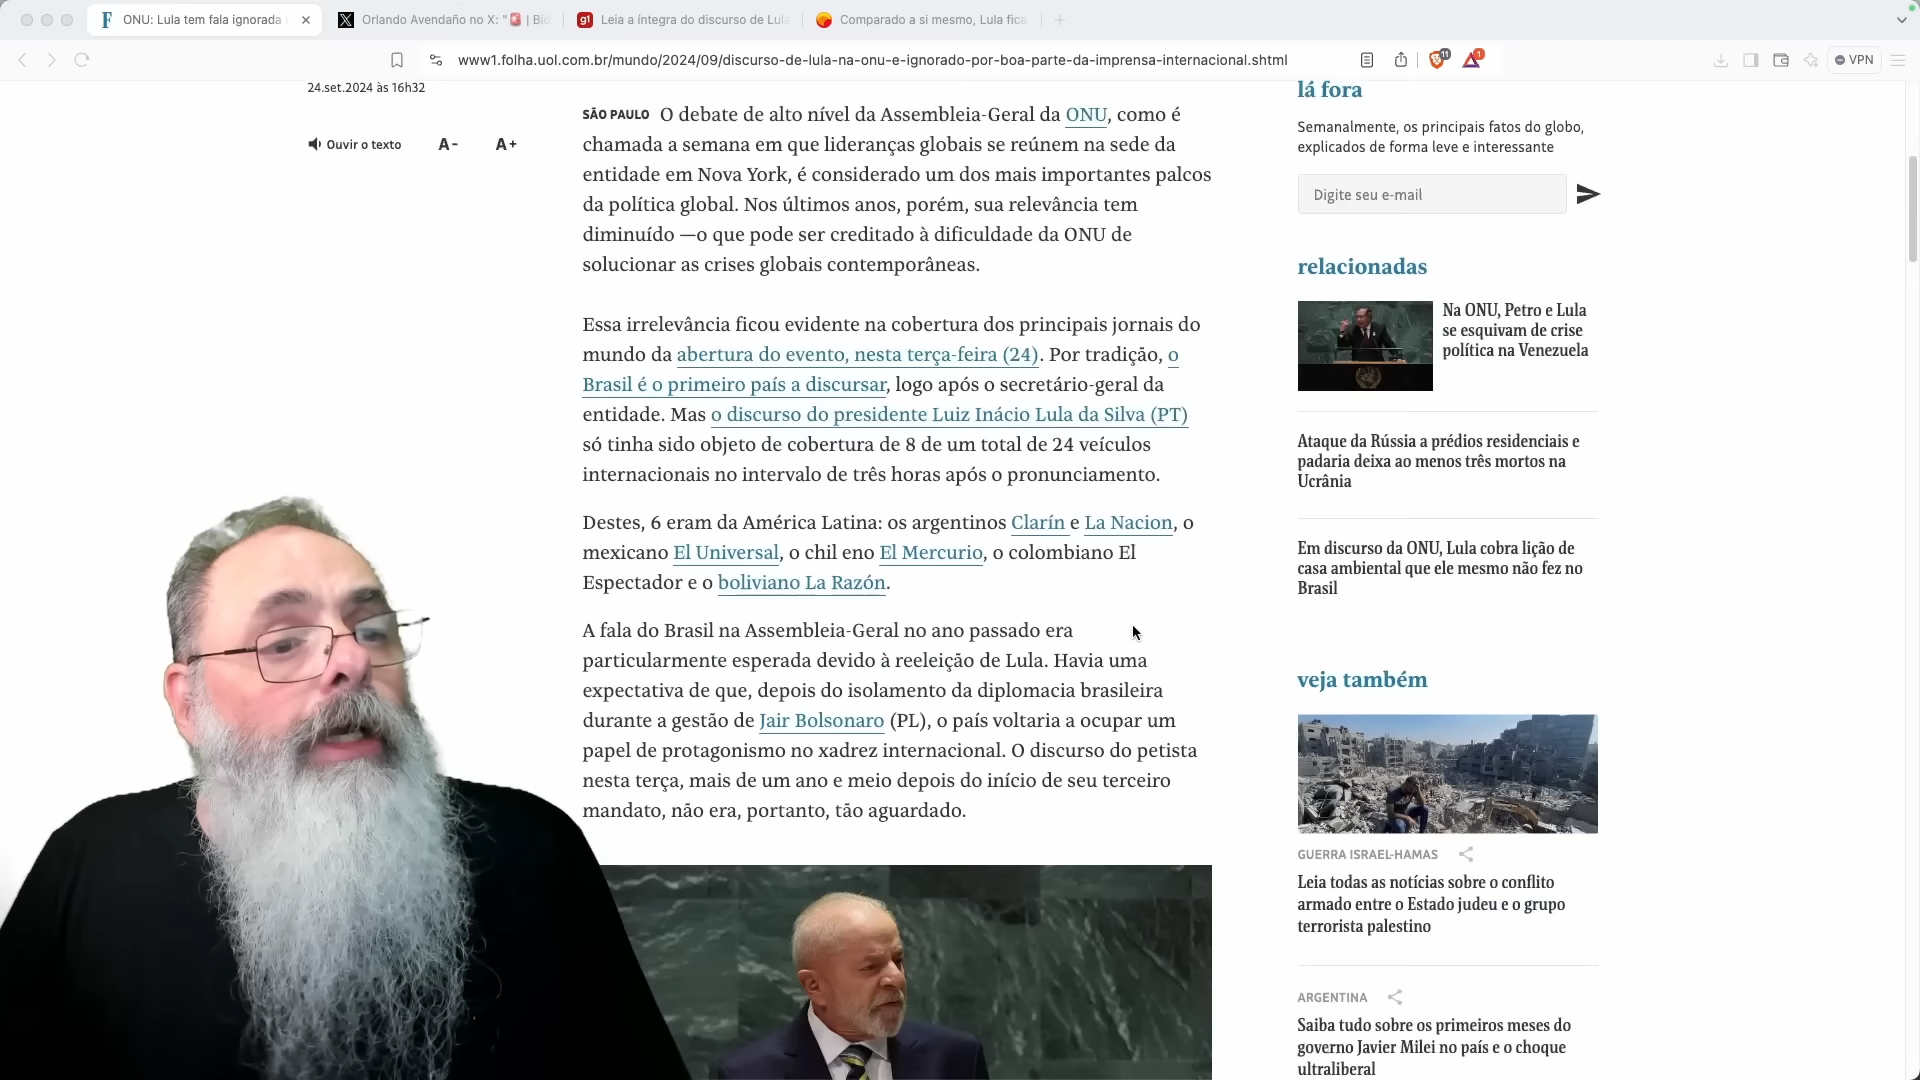 ONU: Lula tem fala ignorada
Orlando Avendaño no X: "🚨 | Bid
g1
Leia a íntegra do discurso de Lula
Comparado a si mesmo, Lula fica
www1.folha.uol.com.br/mundo/2024/09/discurso-de-lula-na-onu-e-ignorado-por-boa-parte-da-imprensa-internacional.shtml
11
1
VPN
24.set.2024 às 16h32
Ouvir o texto
A-
A+
SÃO PAULO O debate de alto nível da Assembleia-Geral da ONU, como é
chamada a semana em que lideranças globais se reúnem na sede da
entidade em Nova York, é considerado um dos mais importantes palcos
da política global. Nos últimos anos, porém, sua relevância tem
diminuído —o que pode ser creditado à dificuldade da ONU de
solucionar as crises globais contemporâneas.
Essa irrelevância ficou evidente na cobertura dos principais jornais do
mundo da abertura do evento, nesta terça-feira (24). Por tradição, o
Brasil é o primeiro país a discursar, logo após o secretário-geral da
entidade. Mas o discurso do presidente Luiz Inácio Lula da Silva (PT)
só tinha sido objeto de cobertura de 8 de um total de 24 veículos
internacionais no intervalo de três horas após o pronunciamento.
Destes, 6 eram da América Latina: os argentinos Clarín e La Nacion, o
mexicano El Universal, o chil eno El Mercurio, o colombiano El
Espectador e o boliviano La Razón.
A fala do Brasil na Assembleia-Geral no ano passado era
particularmente esperada devido à reeleição de Lula. Havia uma
expectativa de que, depois do isolamento da diplomacia brasileira
durante a gestão de Jair Bolsonaro (PL), o país voltaria a ocupar um
papel de protagonismo no xadrez internacional. O discurso do petista
nesta terça, mais de um ano e meio depois do início de seu terceiro
mandato, não era, portanto, tão aguardado.
lá fora
Semanalmente, os principais fatos do globo,
explicados de forma leve e interessante
Digite seu e-mail
relacionadas
Na ONU, Petro e Lula
se esquivam de crise
política na Venezuela
Ataque da Rússia a prédios residenciais e
padaria deixa ao menos três mortos na
Ucrânia
Em discurso da ONU, Lula cobra lição de
casa ambiental que ele mesmo não fez no
Brasil
veja também
GUERRA ISRAEL-HAMAS
Leia todas as notícias sobre o conflito
armado entre o Estado judeu e o grupo
terrorista palestino
ARGENTINA
Saiba tudo sobre os primeiros meses do
governo Javier Milei no país e o choque
ultraliberal